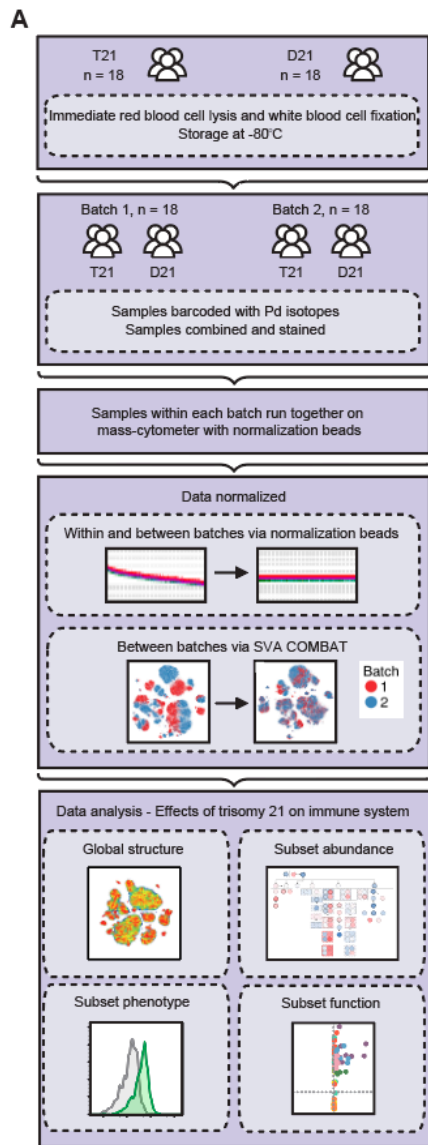 A
T21
n = 18
D21
n = 18
Immediate red blood cell lysis and white blood cell fixation
Storage at -80°C
Batch 1, n = 18
Batch 2, n = 18
T21 D21 T21 D21
Samples barcoded with Pd isotopes
Samples combined and stained
Samples within each batch run together on
mass-cytometer with normalization beads
Data normalized
Within and between batches via normalization beads
Between batches via SVA COMBAT
Batch
1
2
Data analysis - Effects of trisomy 21 on immune system
Global structure
Subset abundance
Subset phenotype
Subset function